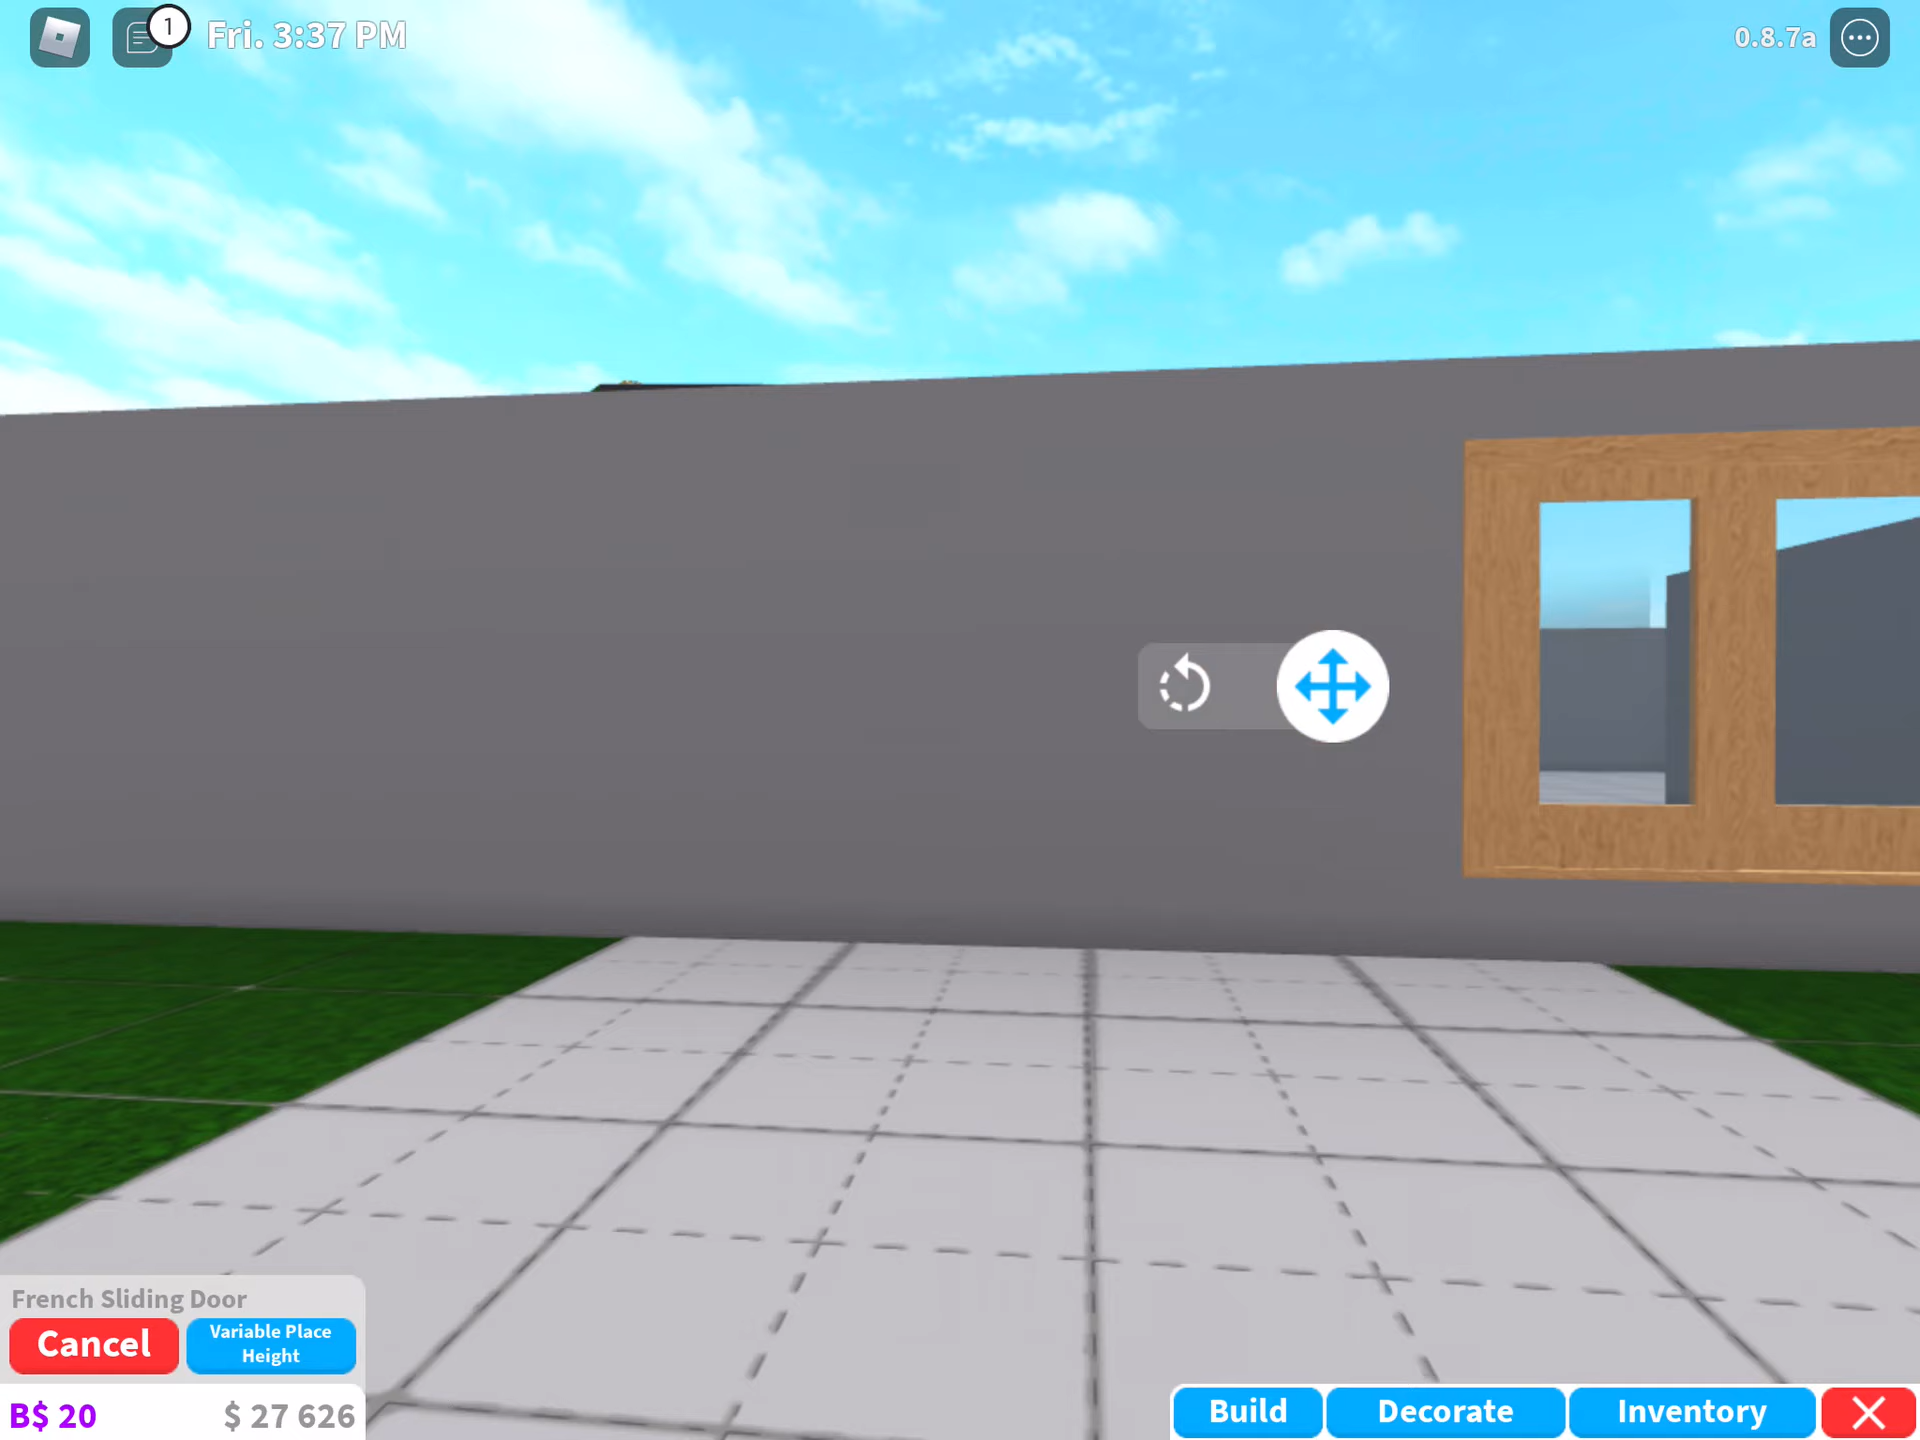 1
Fri. 3:37 PM
0.8.7a
French Sliding Door
Cancel
Variable Place
Height
B$ 20
$ 27 626
Build
Decorate
Inventory